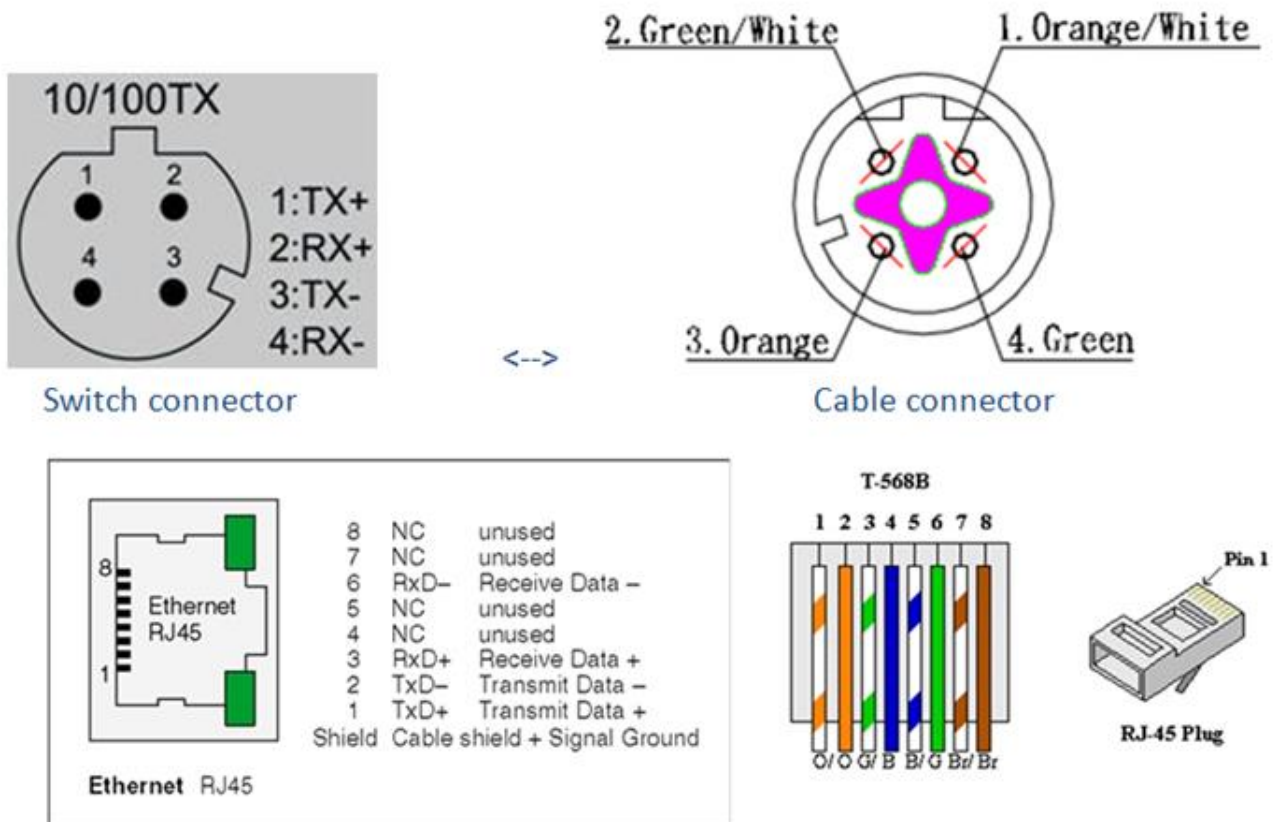 10/100TX
1 2
4 3
1:TX+
2:RX+
3:TX-
4:RX-
Switch connector
<-->
2.Green/White
1.Orange/White
3.Orange
4.Green
Cable connector
8
Ethernet
RJ45
1
8 NC unused
7 NC unused
6 RxD– Receive Data –
5 NC unused
4 NC unused
3 RxD+ Receive Data +
2 TxD– Transmit Data –
1 TxD+ Transmit Data +
Shield Cable shield + Signal Ground
Ethernet RJ45
T-568B
1 2 3 4 5 6 7 8
O/ O G/ B B/ G Br/ Br
Pin 1
RJ-45 Plug